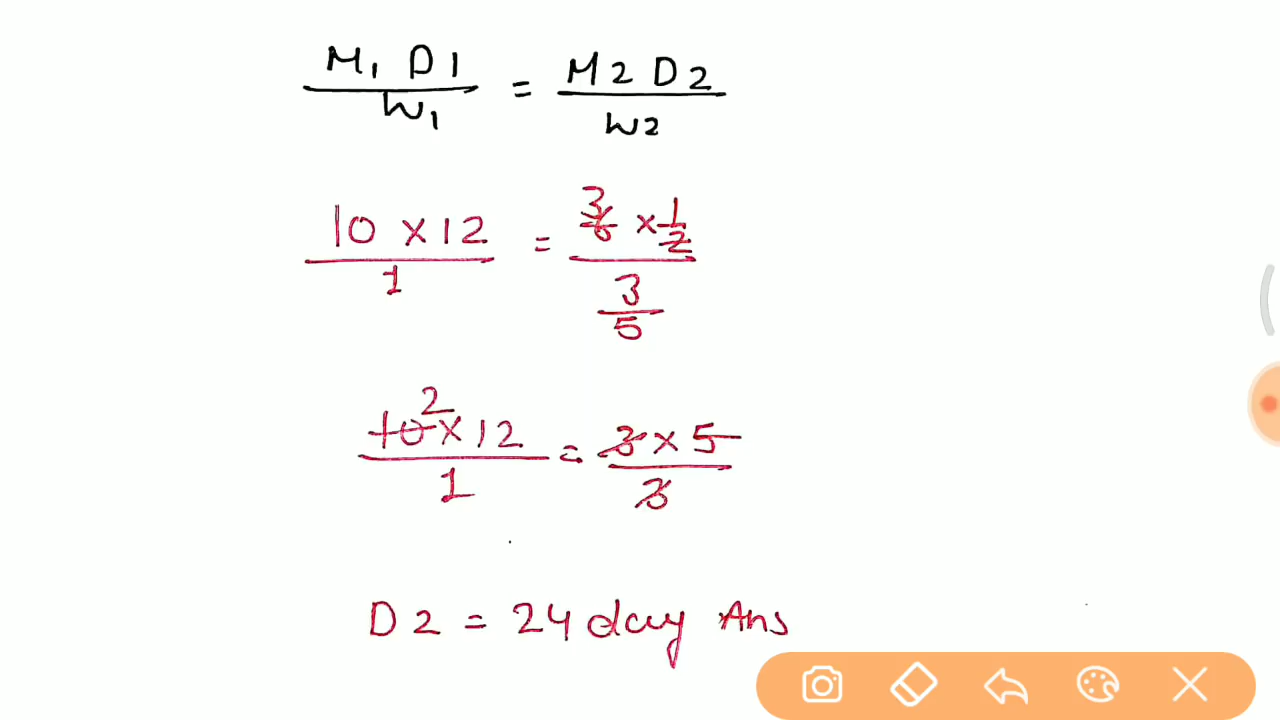 M1 D1 / W1 = M2 D2 / W2
10 × 12 / 1 = 3 6 × 1/2 / 3/5
2
10 × 12 / 1 = 3 × 5 / 3
D2 = 24 day Ans